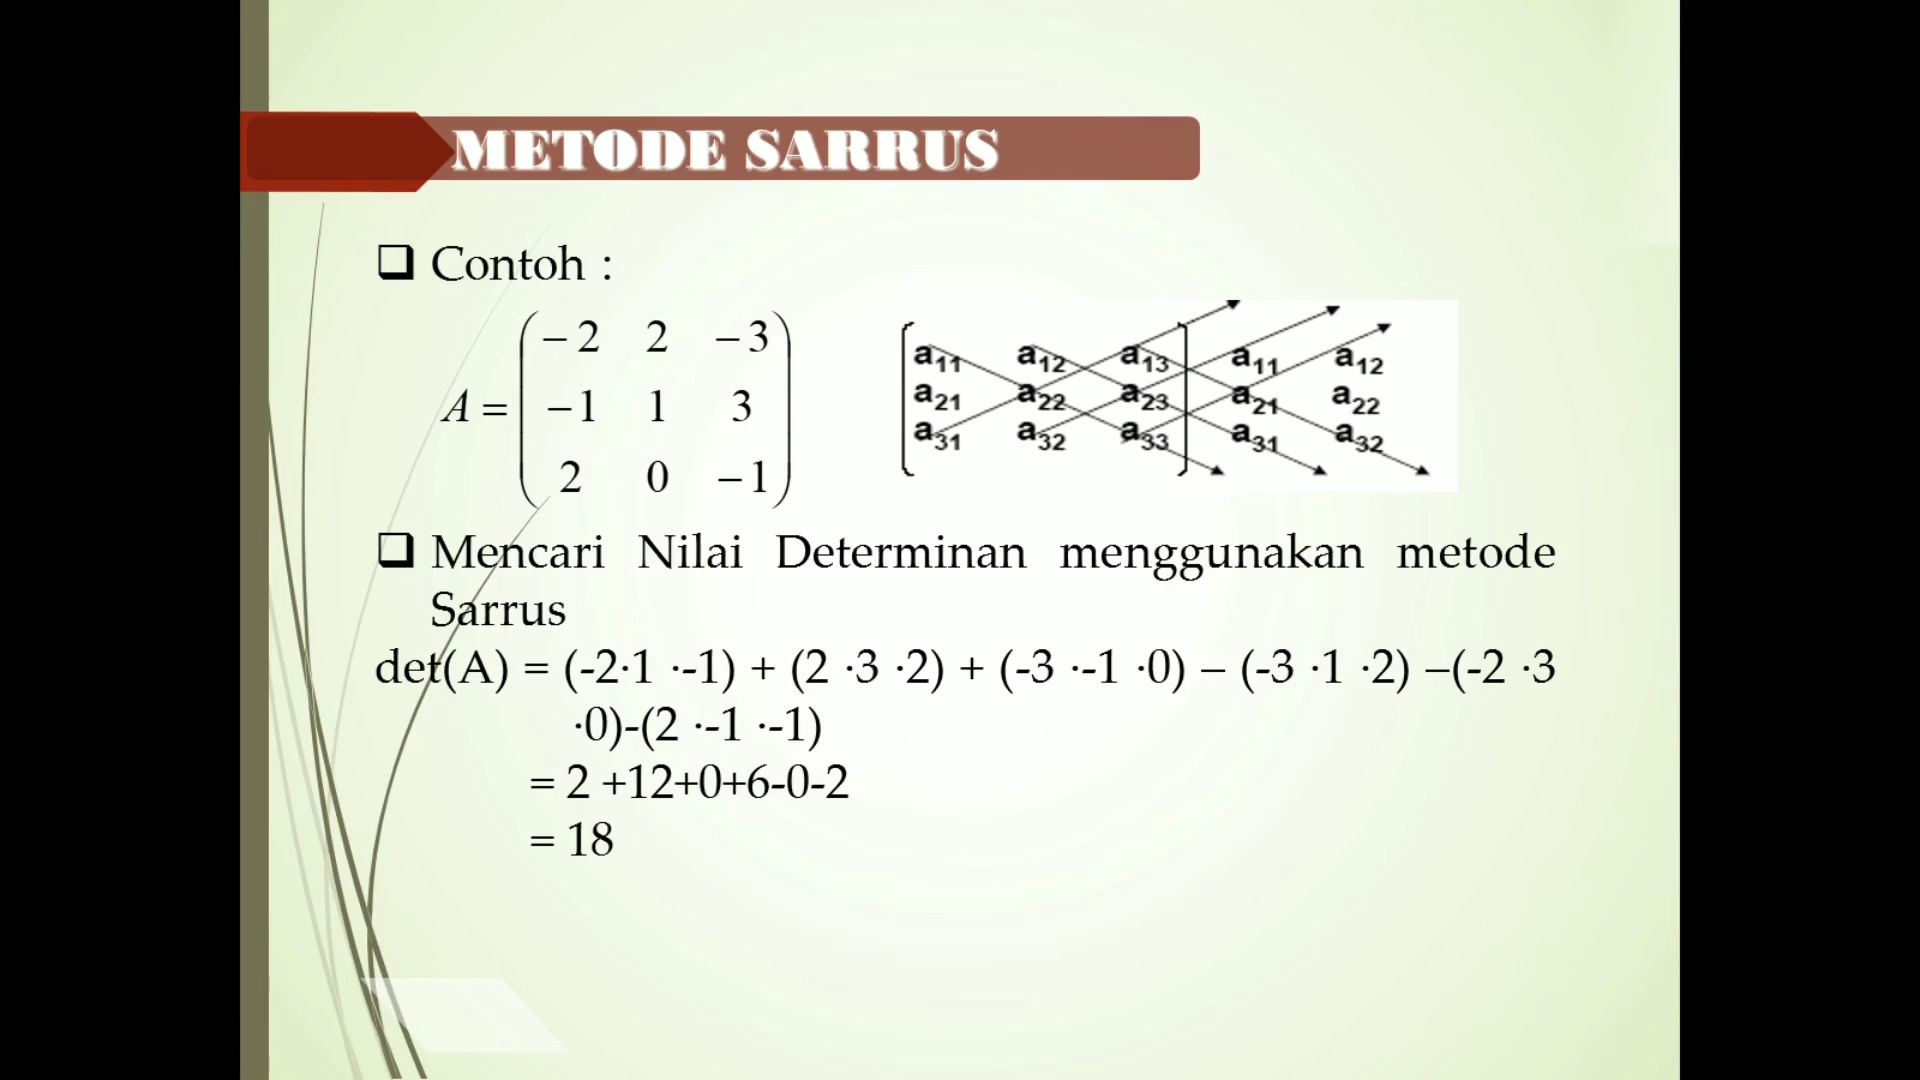 METODE SARRUS
❑ Contoh :
A = ( −2 2 −3
−1 1 3
2 0 −1 )
a11 a12 a13 a11 a12
a21 a22 a23 a21 a22
a31 a32 a33 a31 a32
❑ Mencari Nilai Determinan menggunakan metode
Sarrus
det(A) = (-2·1 ·-1) + (2 ·3 ·2) + (-3 ·-1 ·0) – (-3 ·1 ·2) –(-2 ·3
·0)-(2 ·-1 ·-1)
= 2 +12+0+6-0-2
= 18